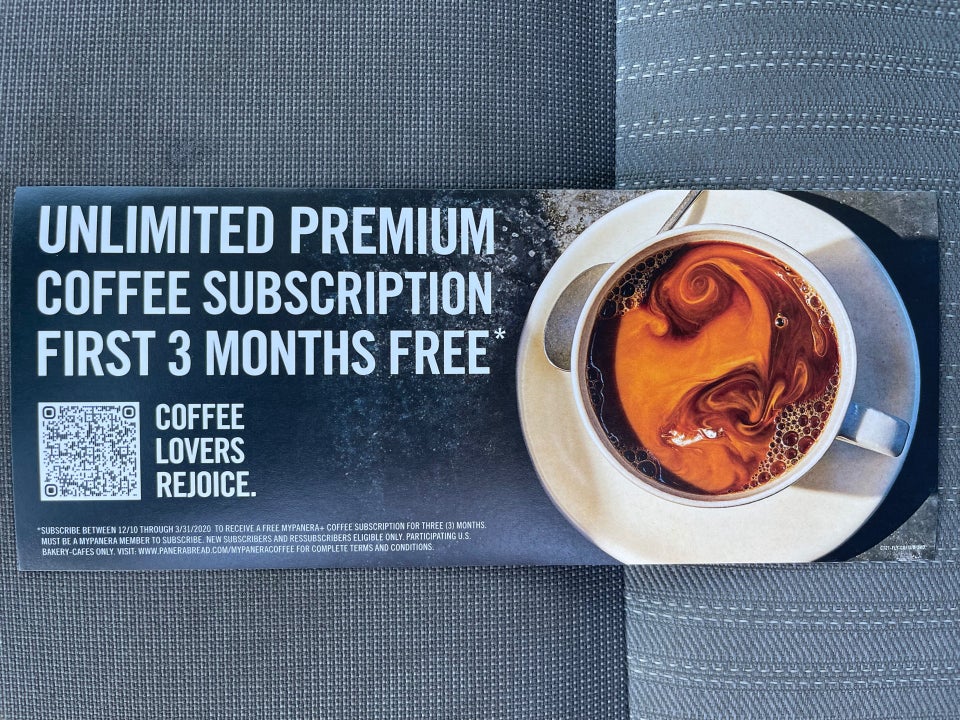 UNLIMITED PREMIUM
COFFEE SUBSCRIPTION
FIRST 3 MONTHS FREE*
COFFEE
LOVERS
REJOICE.
*SUBSCRIBE BETWEEN 12/10 THROUGH 3/31/2020 TO RECEIVE A FREE MYPANERA+ COFFEE SUBSCRIPTION FOR THREE (3) MONTHS.
MUST BE A MYPANERA MEMBER TO SUBSCRIBE. NEW SUBSCRIBERS AND RESSUBSCRIBERS ELIGIBLE ONLY. PARTICIPATING U.S.
BAKERY-CAFES ONLY. VISIT: WWW.PANERABREAD.COM/MYPANERACOFFEE FOR COMPLETE TERMS AND CONDITIONS.